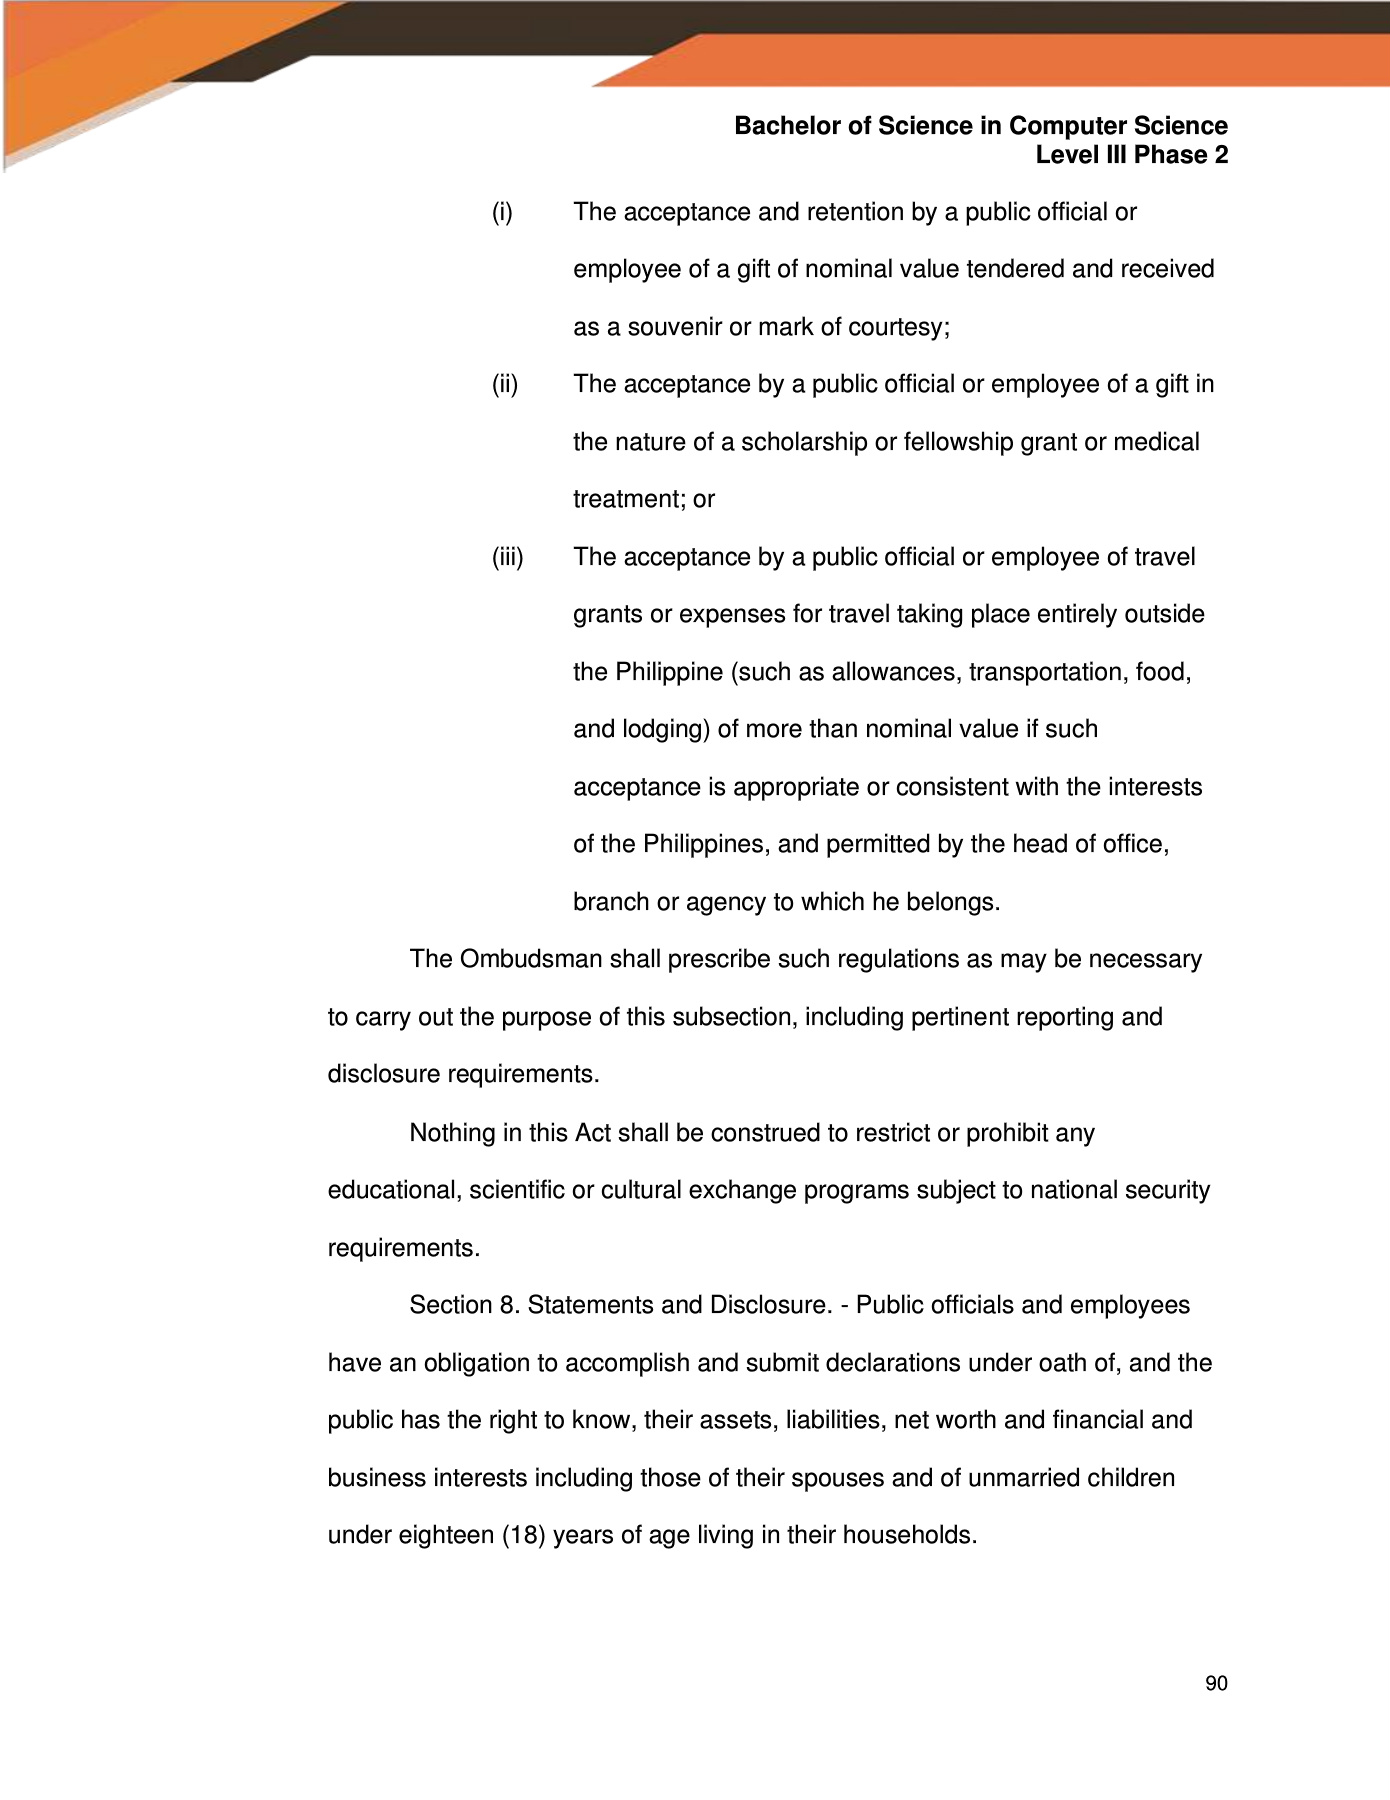 Bachelor of Science in Computer Science
Level III Phase 2
(i) The acceptance and retention by a public official or
employee of a gift of nominal value tendered and received
as a souvenir or mark of courtesy;
(ii) The acceptance by a public official or employee of a gift in
the nature of a scholarship or fellowship grant or medical
treatment; or
(iii) The acceptance by a public official or employee of travel
grants or expenses for travel taking place entirely outside
the Philippine (such as allowances, transportation, food,
and lodging) of more than nominal value if such
acceptance is appropriate or consistent with the interests
of the Philippines, and permitted by the head of office,
branch or agency to which he belongs.
The Ombudsman shall prescribe such regulations as may be necessary
to carry out the purpose of this subsection, including pertinent reporting and
disclosure requirements.
Nothing in this Act shall be construed to restrict or prohibit any
educational, scientific or cultural exchange programs subject to national security
requirements.
Section 8. Statements and Disclosure. - Public officials and employees
have an obligation to accomplish and submit declarations under oath of, and the
public has the right to know, their assets, liabilities, net worth and financial and
business interests including those of their spouses and of unmarried children
under eighteen (18) years of age living in their households.
90